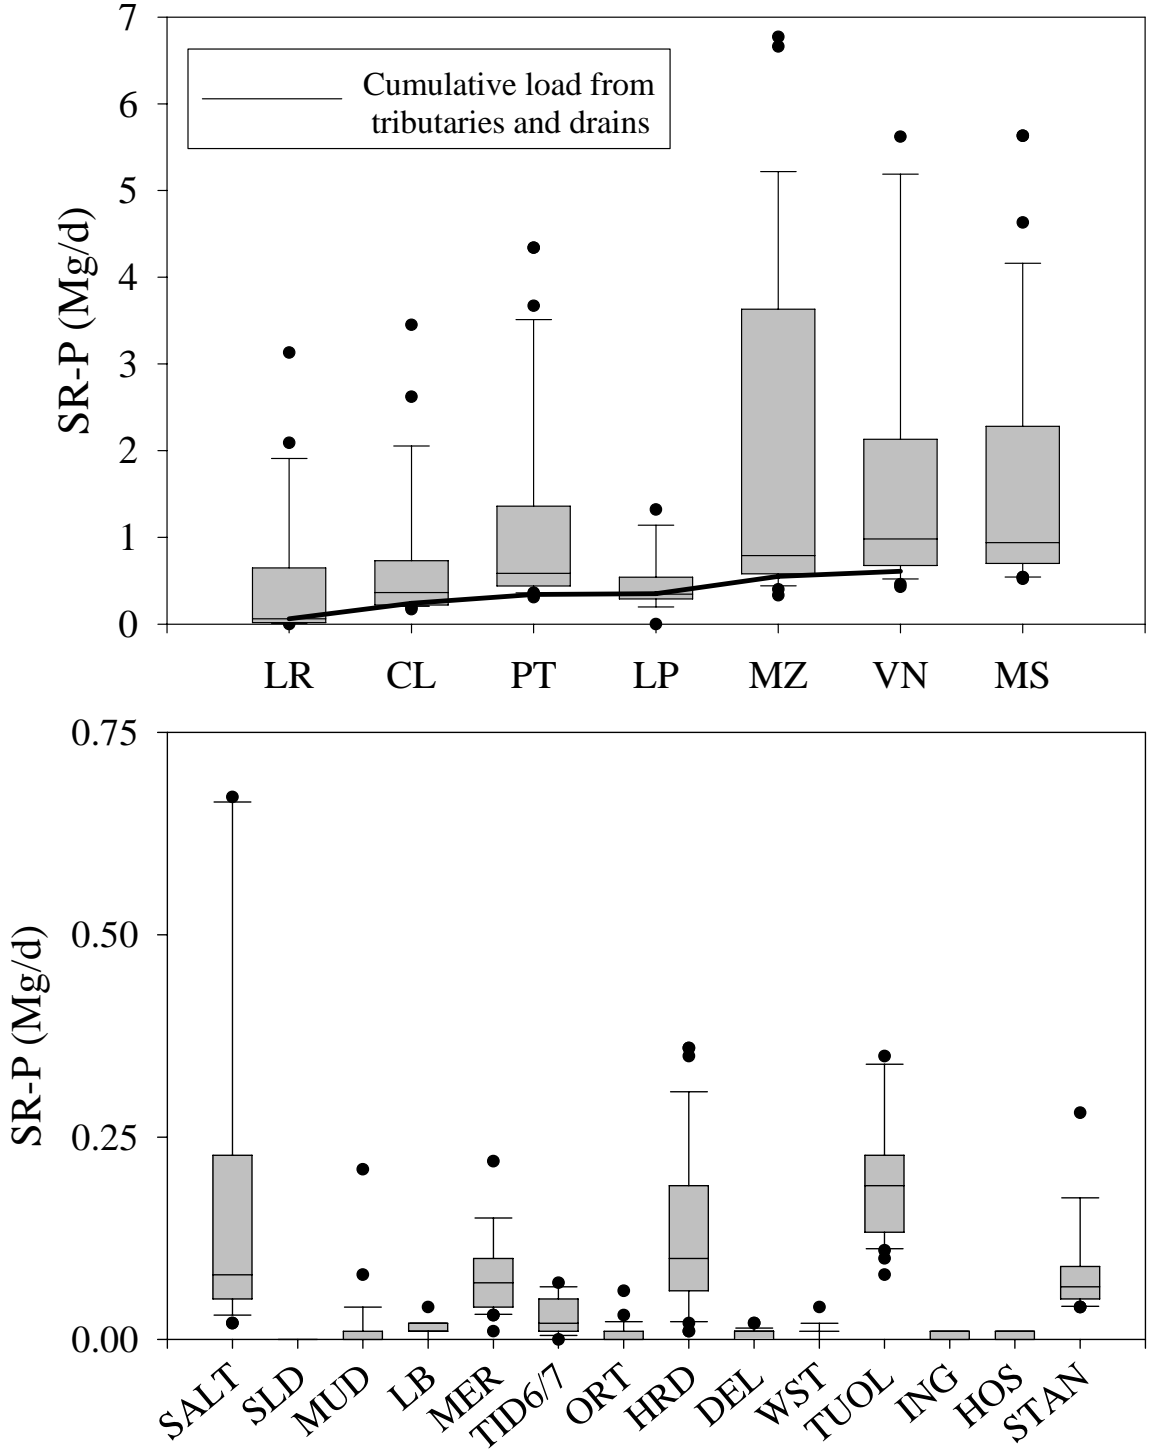 7
Cumulative load from
tributaries and drains
6
5
4
3
2
1
0
SR-P (Mg/d)
LR CL PT LP MZ VN MS
0.75
0.50
0.25
0.00
SR-P (Mg/d)
SALT SLD MUD LB MER TID6/7 ORT HRD DEL WST TUOL ING HOS STAN